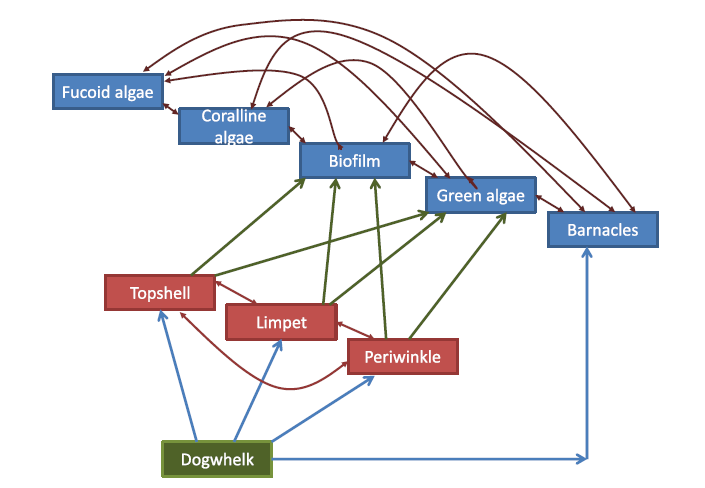 Fucoid algae
Coralline
algae
Biofilm
Green algae
Barnacles
Topshell
Limpet
Periwinkle
Dogwhelk